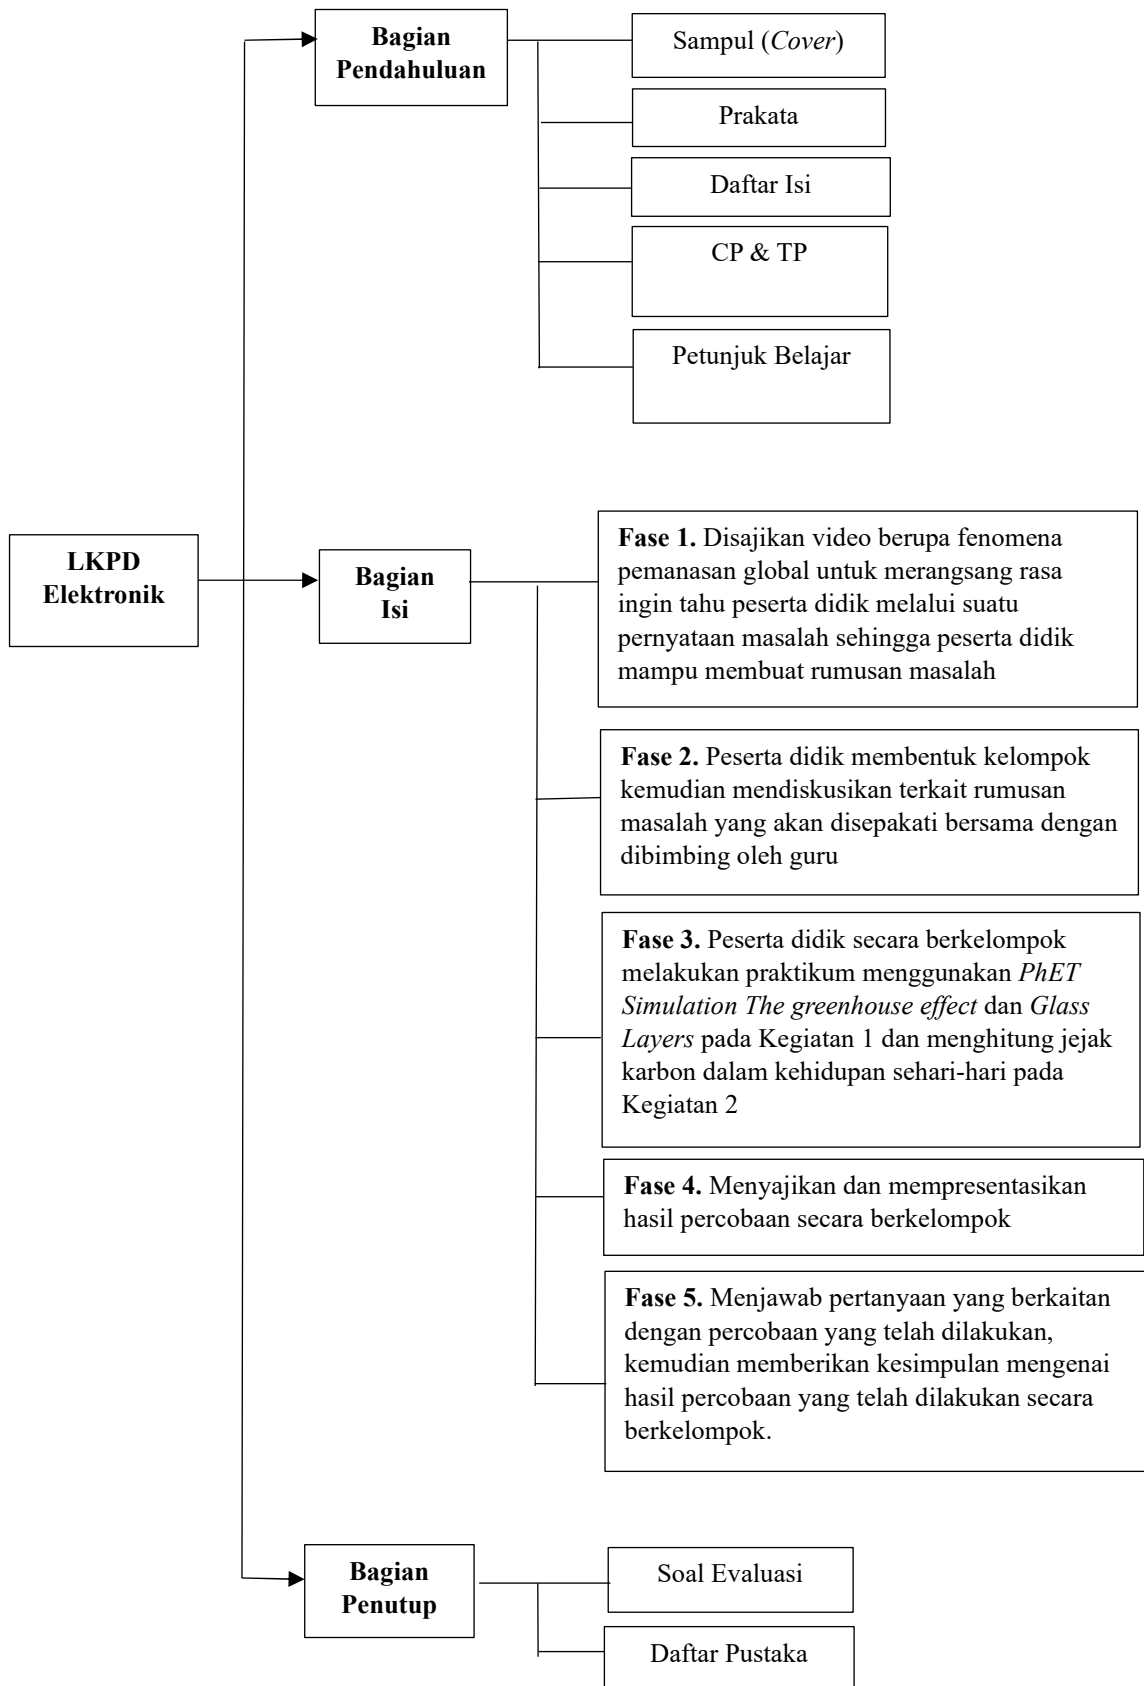 Bagian
Pendahuluan
Sampul (Cover)
Prakata
Daftar Isi
CP & TP
Petunjuk Belajar
LKPD
Elektronik
Bagian
Isi
Fase 1. Disajikan video berupa fenomena
pemanasan global untuk merangsang rasa
ingin tahu peserta didik melalui suatu
pernyataan masalah sehingga peserta didik
mampu membuat rumusan masalah
Fase 2. Peserta didik membentuk kelompok
kemudian mendiskusikan terkait rumusan
masalah yang akan disepakati bersama dengan
dibimbing oleh guru
Fase 3. Peserta didik secara berkelompok
melakukan praktikum menggunakan PhET
Simulation The greenhouse effect dan Glass
Layers pada Kegiatan 1 dan menghitung jejak
karbon dalam kehidupan sehari-hari pada
Kegiatan 2
Fase 4. Menyajikan dan mempresentasikan
hasil percobaan secara berkelompok
Fase 5. Menjawab pertanyaan yang berkaitan
dengan percobaan yang telah dilakukan,
kemudian memberikan kesimpulan mengenai
hasil percobaan yang telah dilakukan secara
berkelompok.
Bagian
Penutup
Soal Evaluasi
Daftar Pustaka